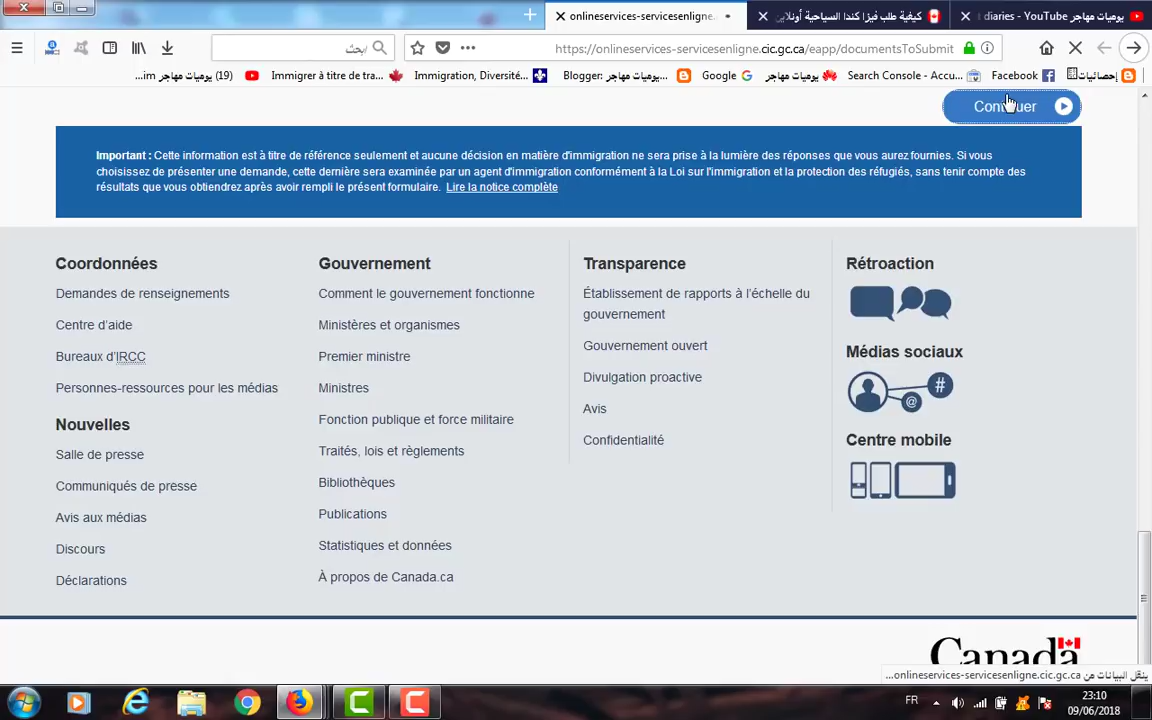 onlineservices-servicesenligne.
كيفية طلب فيزا كندا السياحية أونلاين
يوميات مهاجر diaries - YouTube
ابحث
https://onlineservices-servicesenligne.cic.gc.ca/eapp/documentsToSubmit
(19) يوميات مهاجر im...
Immigrer à titre de tra...
Immigration, Diversité...
Blogger: يوميات مهاجر...
Google
يوميات مهاجر
Search Console - Accu...
Facebook
إحصائيات
Continuer
Important : Cette information est à titre de référence seulement et aucune décision en matière d'immigration ne sera prise à la lumière des réponses que vous aurez fournies. Si vous
choisissez de présenter une demande, cette dernière sera examinée par un agent d'immigration conformément à la Loi sur l'immigration et la protection des réfugiés, sans tenir compte des
résultats que vous obtiendrez après avoir rempli le présent formulaire. Lire la notice complète
Coordonnées
Demandes de renseignements
Centre d'aide
Bureaux d'IRCC
Personnes-ressources pour les médias
Nouvelles
Salle de presse
Communiqués de presse
Avis aux médias
Discours
Déclarations
Gouvernement
Comment le gouvernement fonctionne
Ministères et organismes
Premier ministre
Ministres
Fonction publique et force militaire
Traités, lois et règlements
Bibliothèques
Publications
Statistiques et données
À propos de Canada.ca
Transparence
Établissement de rapports à l'échelle du
gouvernement
Gouvernement ouvert
Divulgation proactive
Avis
Confidentialité
Rétroaction
Médias sociaux
Centre mobile
Canada
ينقل البيانات من onlineservices-servicesenligne.cic.gc.ca...
FR
23:10
09/06/2018